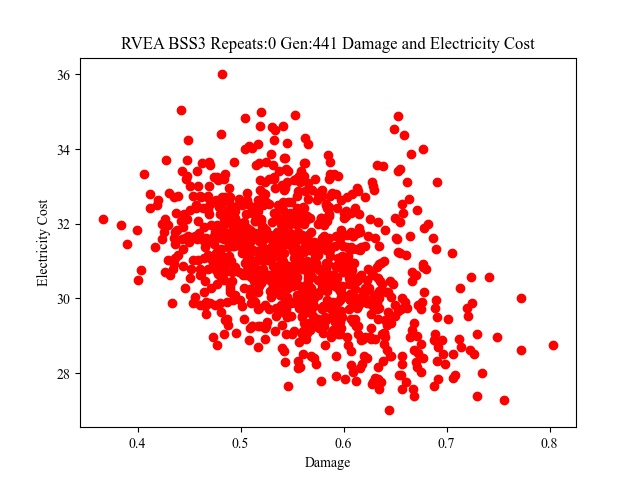 RVEA BSS3 Repeats:0 Gen:441 Damage and Electricity Cost
36
34
32
30
28
Electricity Cost
0.4 0.5 0.6 0.7 0.8
Damage